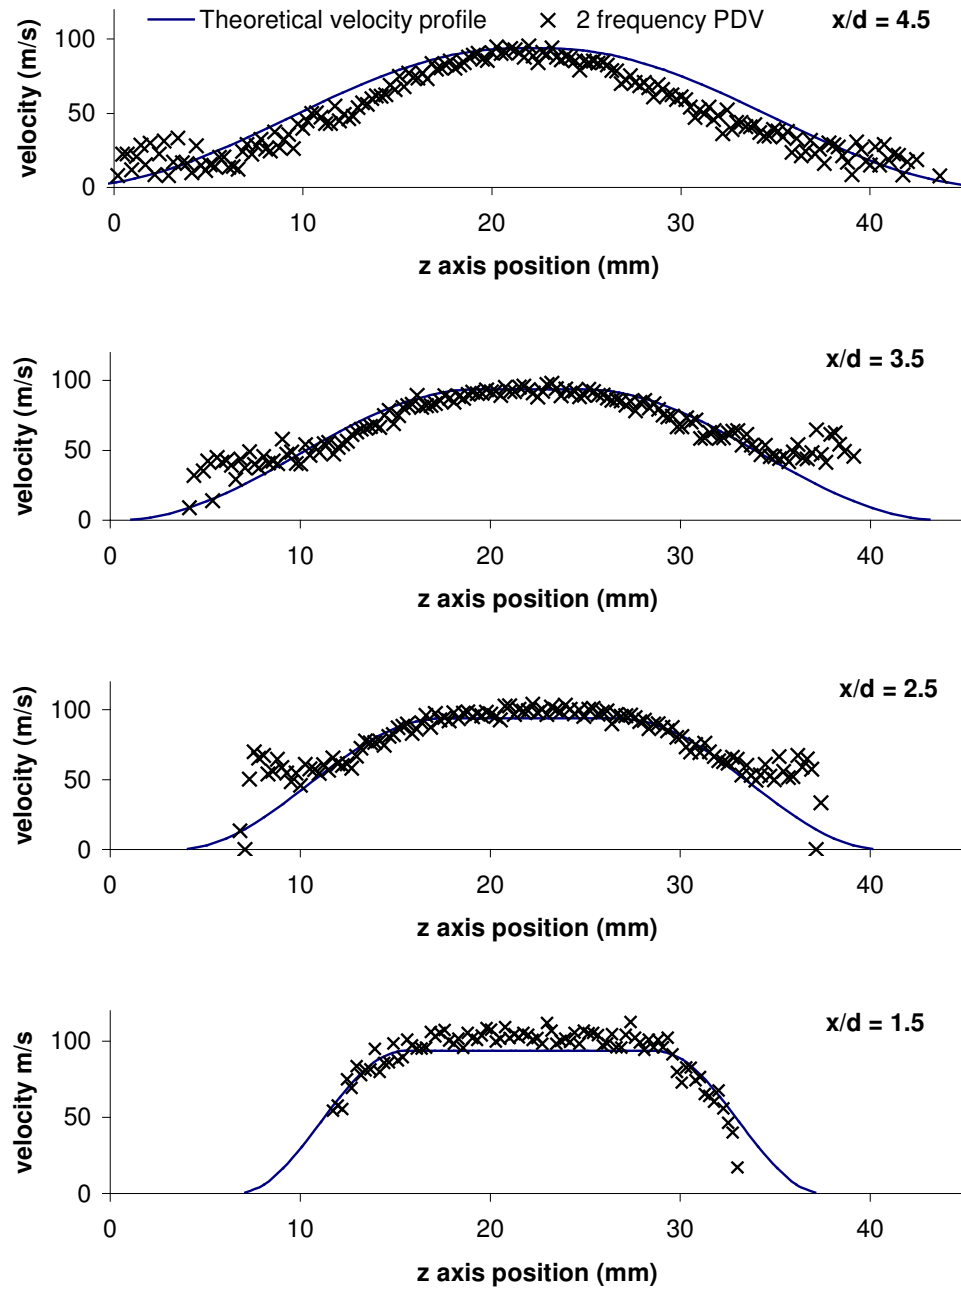 Theoretical velocity profile 2 frequency PDV x/d = 4.5
velocity (m/s)
100
50
0
0 10 20 30 40
z axis position (mm)
x/d = 3.5
velocity (m/s)
100
50
0
0 10 20 30 40
z axis position (mm)
x/d = 2.5
velocity (m/s)
100
50
0
0 10 20 30 40
z axis position (mm)
x/d = 1.5
velocity m/s
100
50
0
0 10 20 30 40
z axis position (mm)